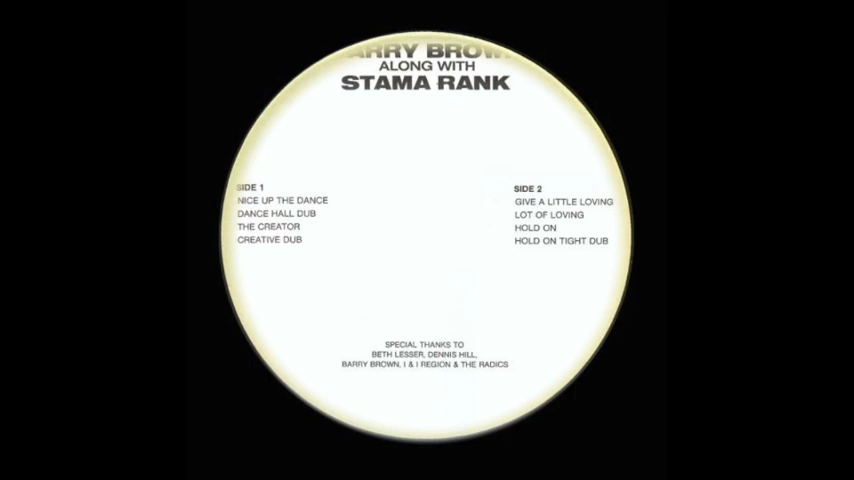 BARRY BROWN
ALONG WITH
STAMA RANK
SIDE 1
NICE UP THE DANCE
DANCE HALL DUB
THE CREATOR
CREATIVE DUB
SIDE 2
GIVE A LITTLE LOVING
LOT OF LOVING
HOLD ON
HOLD ON TIGHT DUB
SPECIAL THANKS TO
BETH LESSER, DENNIS HILL,
BARRY BROWN, I & I REGION & THE RADICS